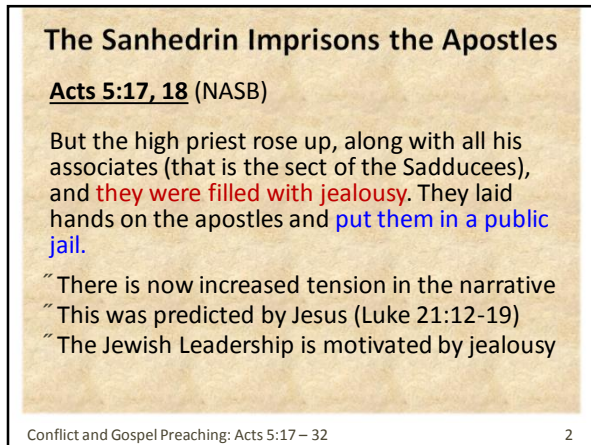 The Sanhedrin Imprisons the Apostles
Acts 5:17, 18 (NASB)
But the high priest rose up, along with all his
associates (that is the sect of the Sadducees),
and they were filled with jealousy. They laid
hands on the apostles and put them in a public
jail.
˝ There is now increased tension in the narrative
˝ This was predicted by Jesus (Luke 21:12-19)
˝ The Jewish Leadership is motivated by jealousy
Conflict and Gospel Preaching: Acts 5:17 – 32 2